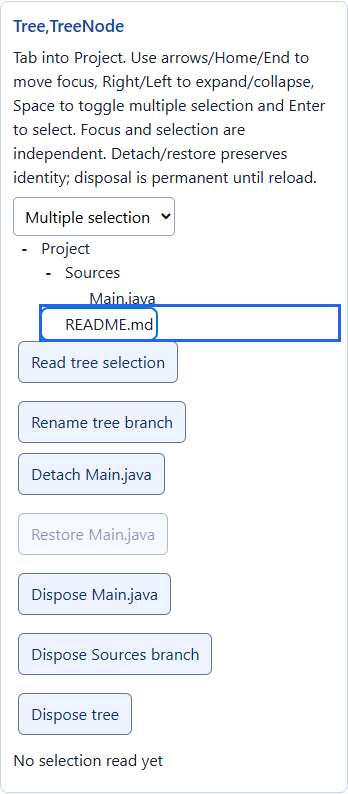 Tree,TreeNode
Tab into Project. Use arrows/Home/End to
move focus, Right/Left to expand/collapse,
Space to toggle multiple selection and Enter
to select. Focus and selection are
independent. Detach/restore preserves
identity; disposal is permanent until reload.
Multiple selection
- Project
- Sources
Main.java
README.md
Read tree selection
Rename tree branch
Detach Main.java
Restore Main.java
Dispose Main.java
Dispose Sources branch
Dispose tree
No selection read yet